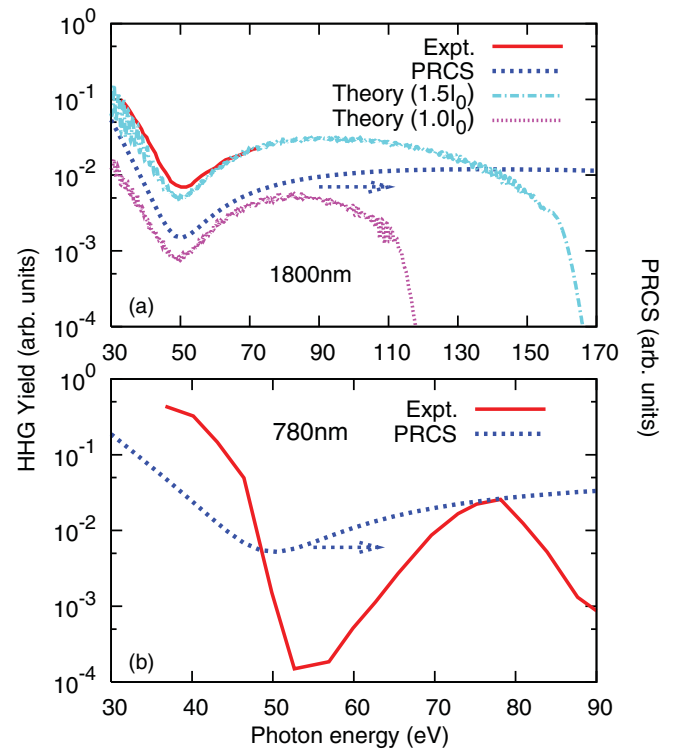 10^0
10^-1
10^-2
10^-3
10^-4
Expt.
PRCS
Theory (1.5I_0)
Theory (1.0I_0)
1800nm
(a)
30 50 70 90 110 130 150 170
HHG Yield (arb. units)
PRCS (arb. units)
10^0
10^-1
10^-2
10^-3
10^-4
Expt.
PRCS
780nm
(b)
30 40 50 60 70 80 90
Photon energy (eV)